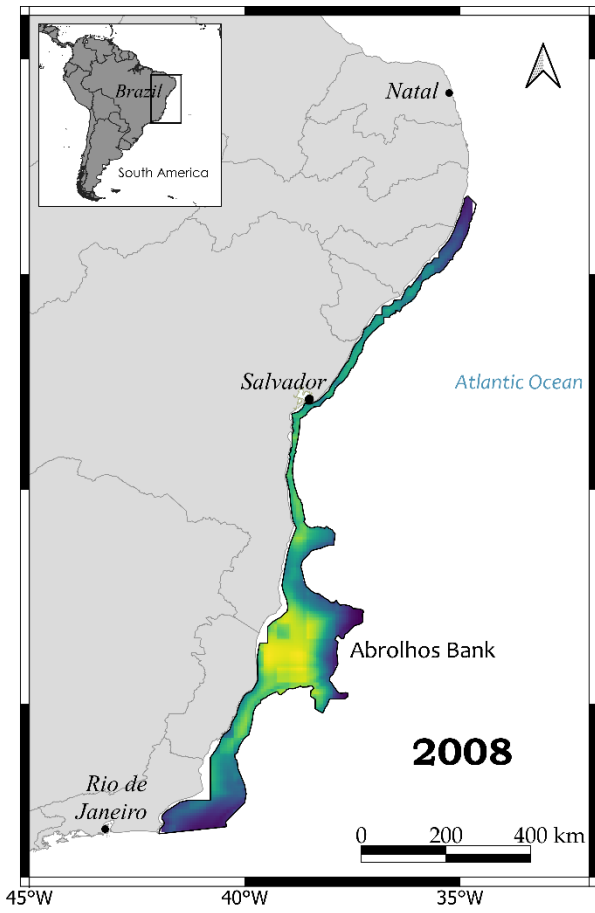 Brazil
South America
Natal
Salvador
Atlantic Ocean
Abrolhos Bank
2008
Rio de
Janeiro
0 200 400 km
45°W 40°W 35°W